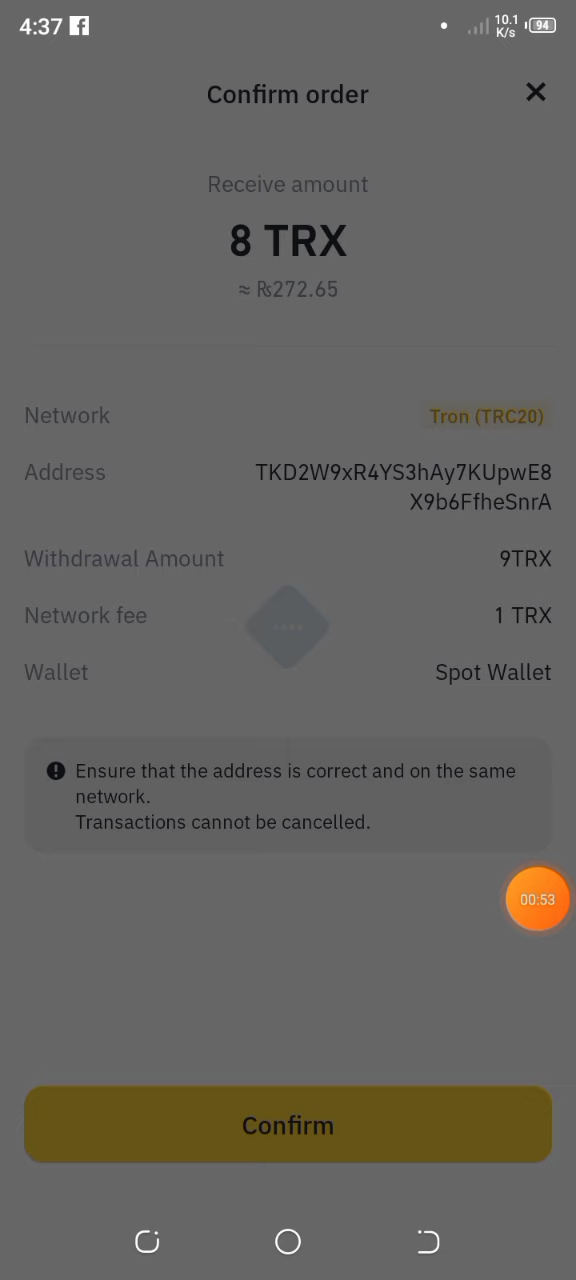 4:37
10.1
K/s
94
Confirm order
Receive amount
8 TRX
≈ ₨272.65
Network
Tron (TRC20)
Address
TKD2W9xR4YS3hAy7KUpwE8
X9b6FfheSnrA
Withdrawal Amount
9TRX
Network fee
1 TRX
Wallet
Spot Wallet
Ensure that the address is correct and on the same
network.
Transactions cannot be cancelled.
00:53
Confirm